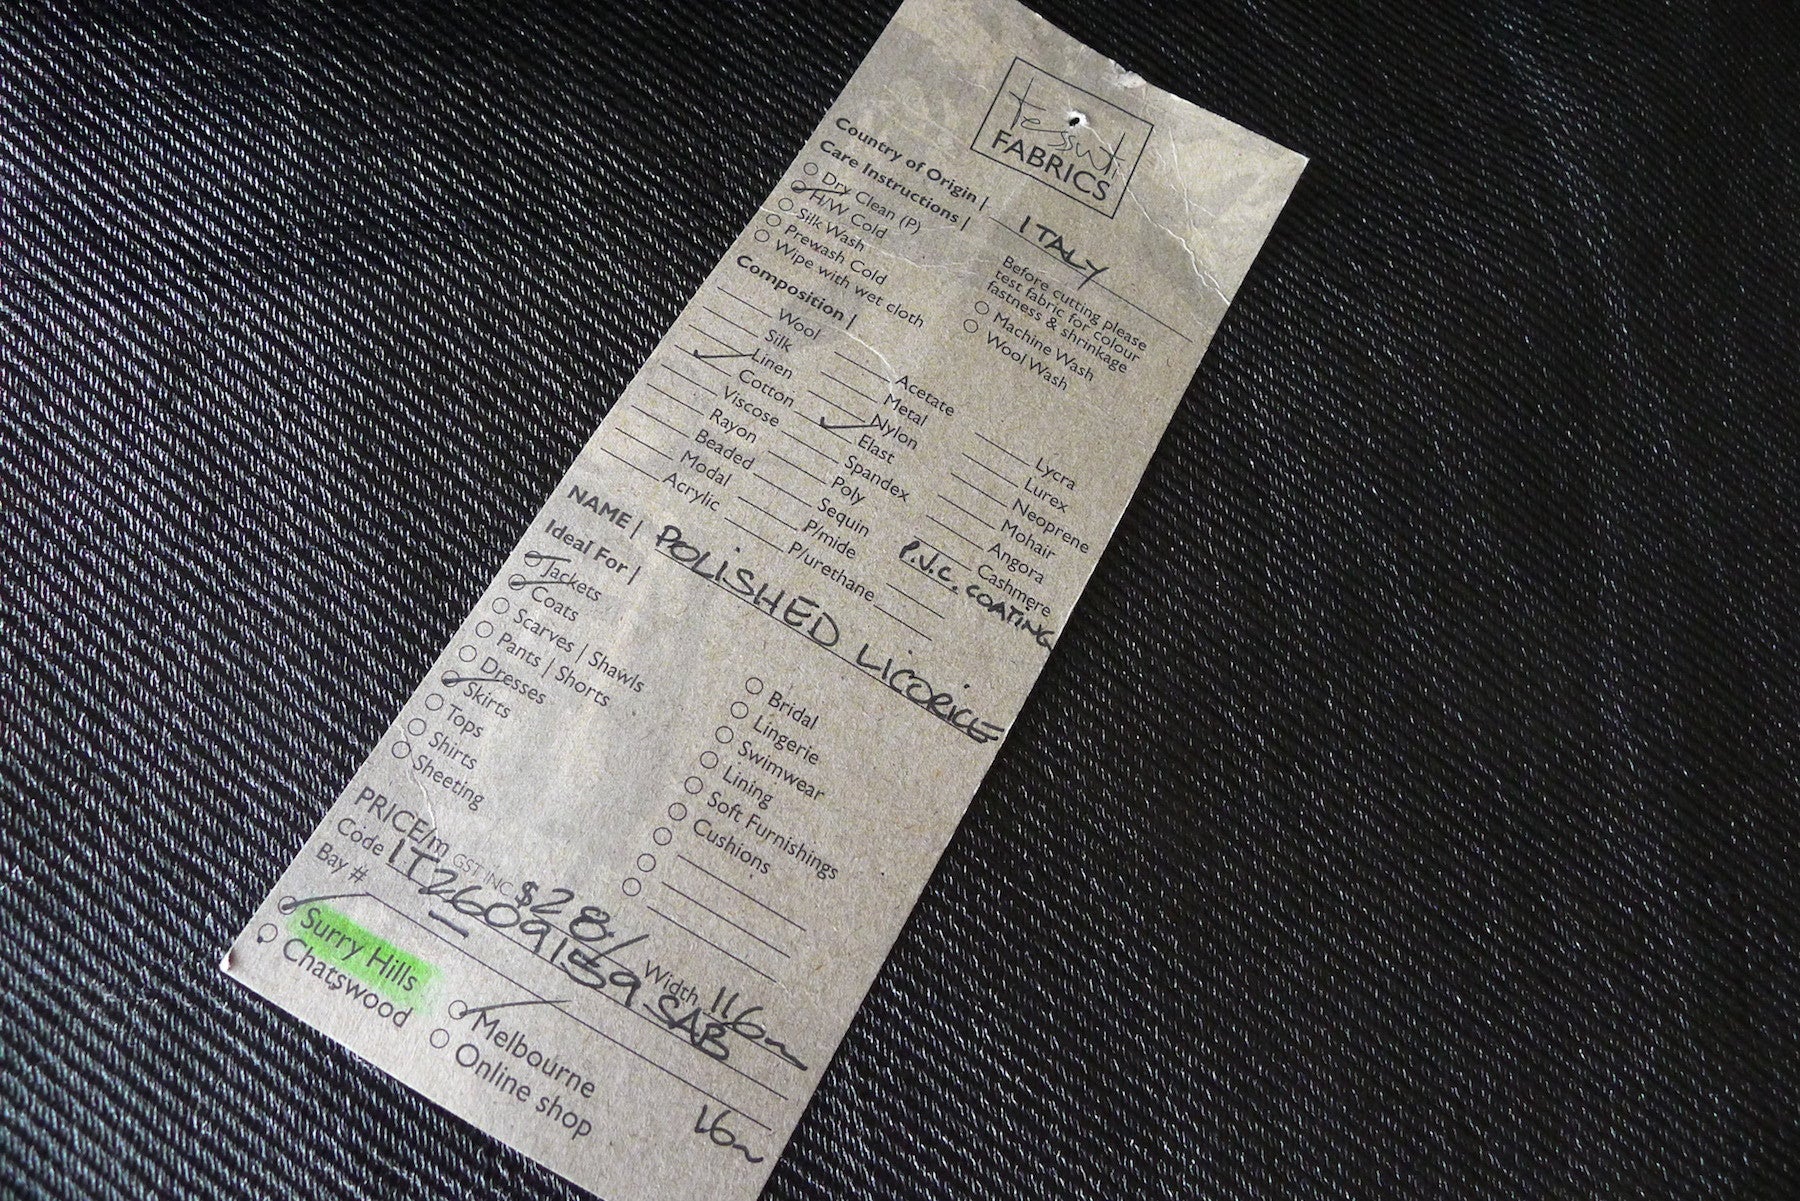 tessuti
FABRICS
Country of Origin | ITALY
Care Instructions |
Dry Clean (P)
H/W Cold
Silk Wash
Prewash Cold
Wipe with wet cloth
Before cutting please
test fabric for colour
fastness & shrinkage
Machine Wash
Wool Wash
Composition |
Wool
Silk
Linen
Cotton
Viscose
Rayon
Beaded
Modal
Acrylic
Acetate
Metal
Nylon
Elast
Spandex
Poly
Sequin
P/mide
P/urethane
Lycra
Lurex
Neoprene
Mohair
Angora
Cashmere
P.V.C. COATING
NAME | POLISHED LICORICE
Ideal For |
Jackets
Coats
Scarves | Shawls
Pants | Shorts
Dresses
Skirts
Tops
Shirts
Sheeting
Bridal
Lingerie
Swimwear
Lining
Soft Furnishings
Cushions
PRICE/m GST INC $28/ Width 116m
Code IT2609159 SAB
Bay #
Surry Hills
Chatswood
Melbourne
Online shop
16m